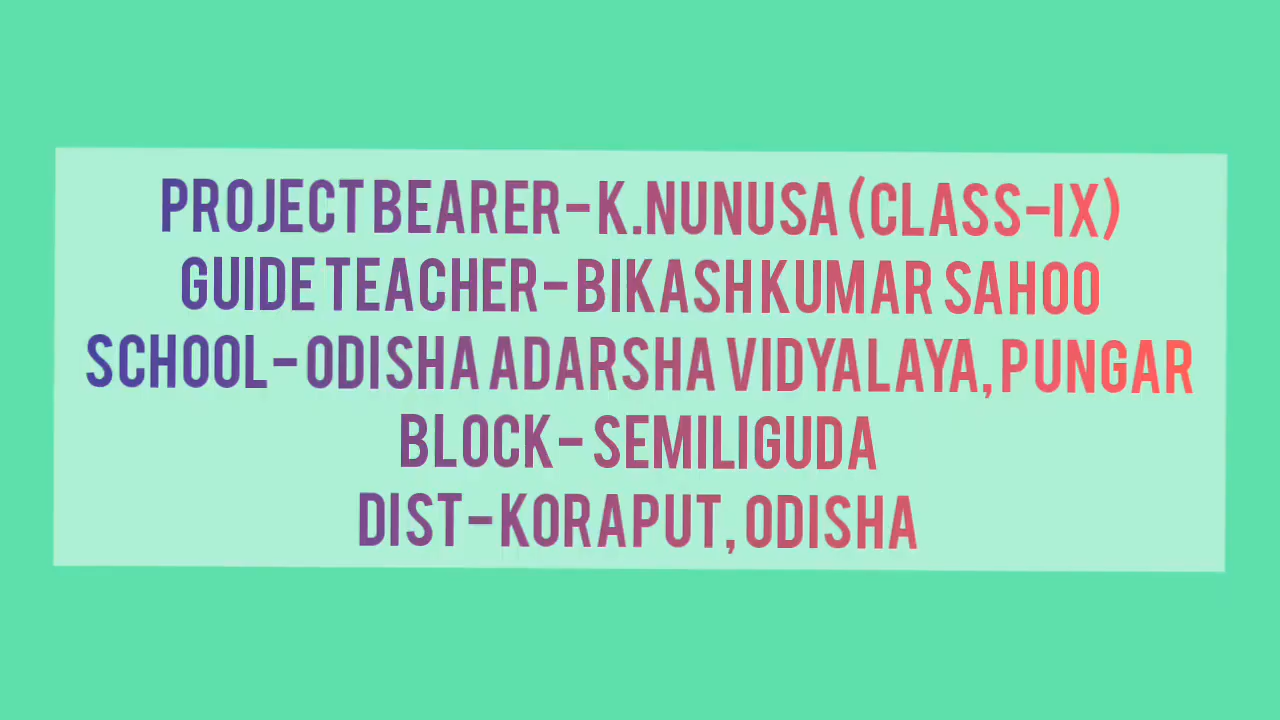 PROJECT BEARER-K.NUNUSA (CLASS-IX)
GUIDE TEACHER-BIKASH KUMAR SAHOO
SCHOOL-ODISHA ADARSHA VIDYALAYA, PUNGAR
BLOCK- SEMILIGUDA
DIST-KORAPUT, ODISHA